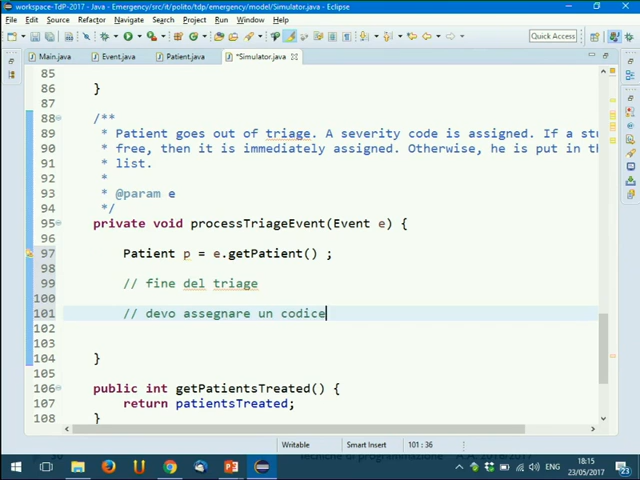 workspace-TdP-2017 - Java - Emergency/src/it/polito/tdp/emergency/model/Simulator.java - Eclipse
File Edit Source Refactor Navigate Search Project Run Window Help
Quick Access
Main.java Event.java Patient.java *Simulator.java
85
86 }
87
88 /**
89 * Patient goes out of triage. A severity code is assigned. If a stu
90 * free, then it is immediately assigned. Otherwise, he is put in th
91 * list.
92 *
93 * @param e
94 */
95 private void processTriageEvent(Event e) {
96
97 Patient p = e.getPatient() ;
98
99 // fine del triage
100
101 // devo assegnare un codice
102
103
104 }
105
106 public int getPatientsTreated() {
107 return patientsTreated;
108 }
Writable Smart Insert 101 : 36
ENG 18:15
23/05/2017 23